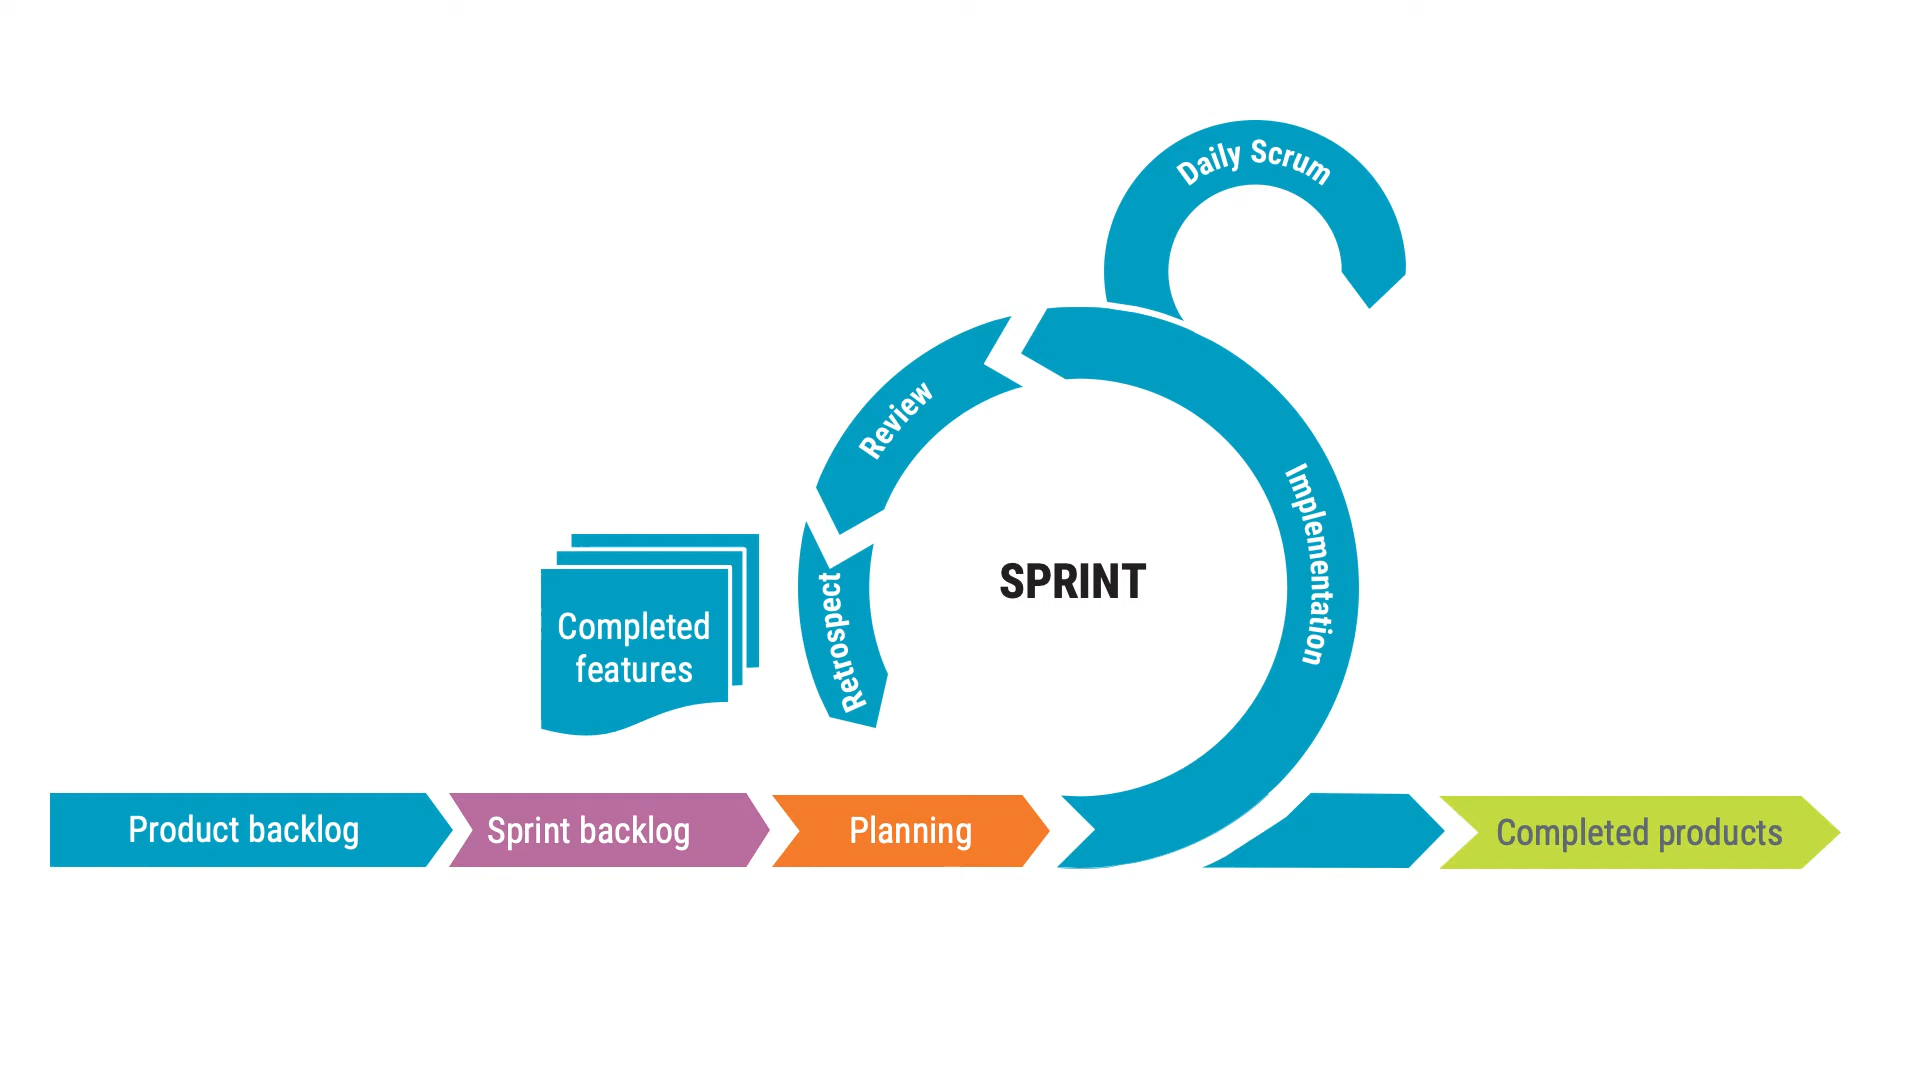 Daily Scrum
Review
Implementation
SPRINT
Retrospect
Completed
features
Product backlog
Sprint backlog
Planning
Completed products